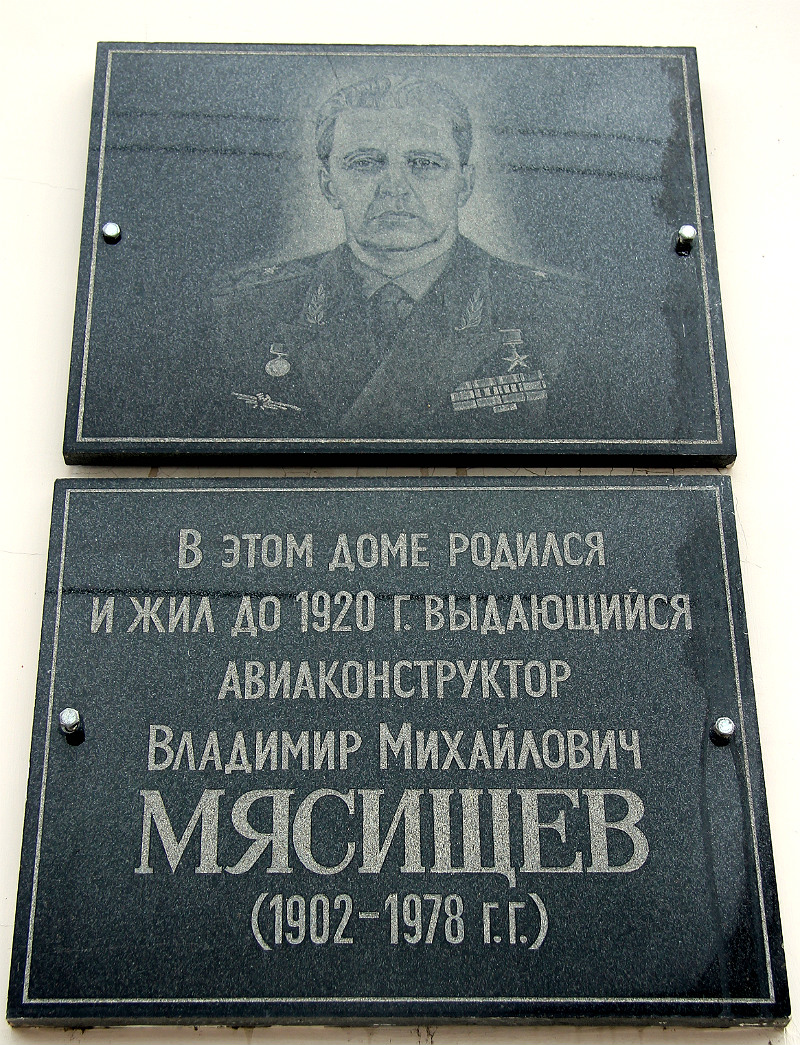 В ЭТОМ ДОМЕ РОДИЛСЯ
И ЖИЛ ДО 1920 Г. ВЫДАЮЩИЙСЯ
АВИАКОНСТРУКТОР
ВЛАДИМИР МИХАЙЛОВИЧ
МЯСИЩЕВ
(1902-1978 Г.Г.)